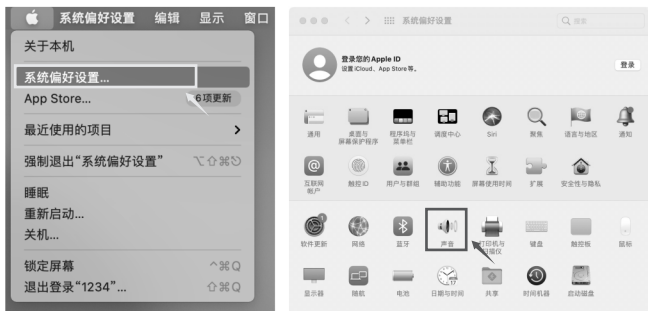 系统偏好设置 编辑 显示 窗口
关于本机
系统偏好设置...
App Store...
6项更新
最近使用的项目
强制退出“系统偏好设置” ⌥⇧⌘⎋
睡眠
重新启动...
关机...
锁定屏幕 ^⌘Q
退出登录“1234”... ⇧⌘Q
系统偏好设置
搜索
登录您的 Apple ID
设置 iCloud、App Store 等。
登录
通用
桌面与
屏幕保护程序
程序坞与
菜单栏
调度中心
Siri
聚焦
语言与地区
通知
互联网
帐户
触控 ID
用户与群组
辅助功能
屏幕使用时间
扩展
安全性与隐私
软件更新
网络
蓝牙
声音
打印机与
扫描仪
键盘
触控板
鼠标
显示器
随航
电池
日期与时间
共享
时间机器
启动磁盘